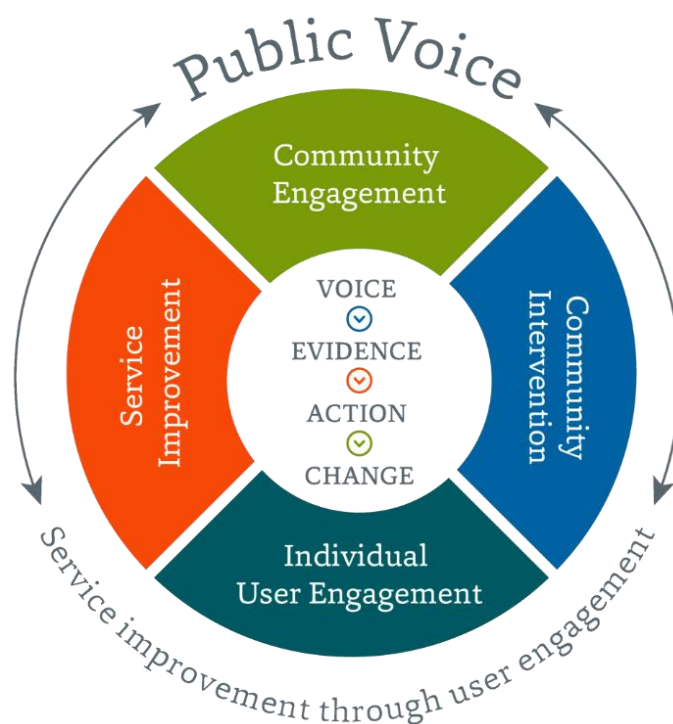 Public Voice
Community
Engagement
Community
Intervention
Service
Improvement
VOICE
EVIDENCE
ACTION
CHANGE
Individual
User Engagement
Service improvement through user engagement